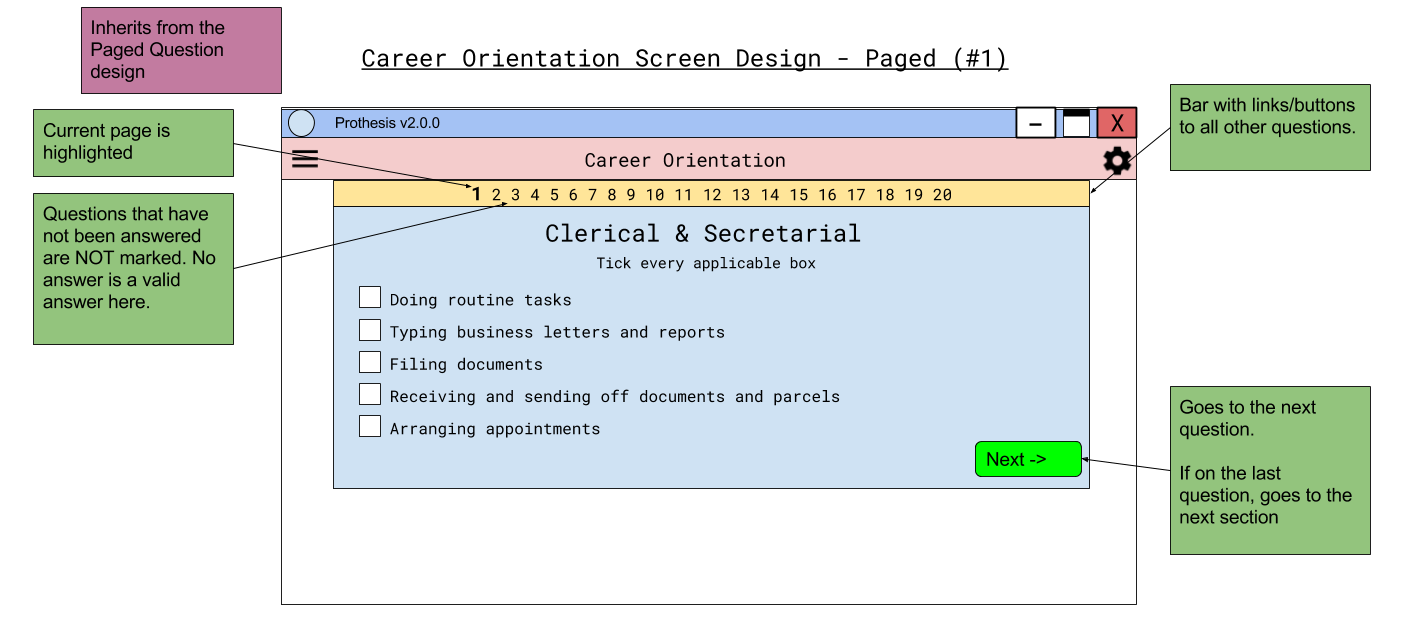 Inherits from the
Paged Question
design
Career Orientation Screen Design - Paged (#1)
Current page is
highlighted
Questions that have
not been answered
are NOT marked. No
answer is a valid
answer here.
Prothesis v2.0.0
X
Career Orientation
1 2 3 4 5 6 7 8 9 10 11 12 13 14 15 16 17 18 19 20
Clerical & Secretarial
Tick every applicable box
Doing routine tasks
Typing business letters and reports
Filing documents
Receiving and sending off documents and parcels
Arranging appointments
Next ->
Bar with links/buttons
to all other questions.
Goes to the next
question.
If on the last
question, goes to the
next section